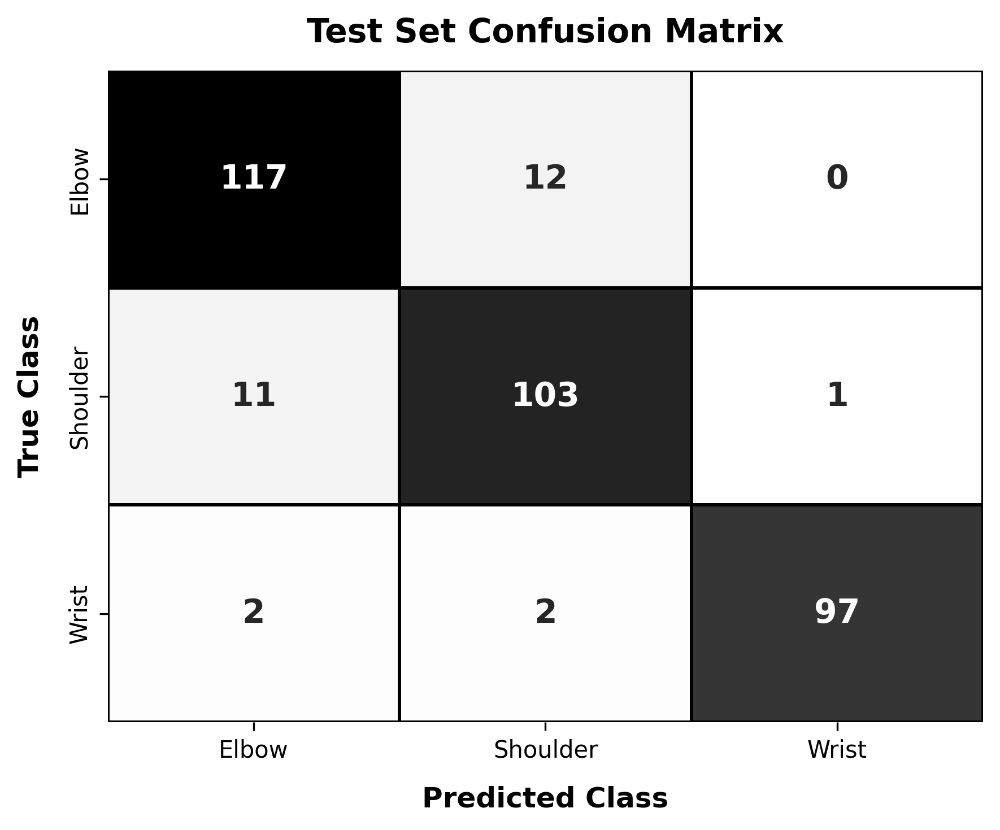 Test Set Confusion Matrix
True Class
Elbow
117 12 0
Shoulder
11 103 1
Wrist
2 2 97
Elbow Shoulder Wrist
Predicted Class